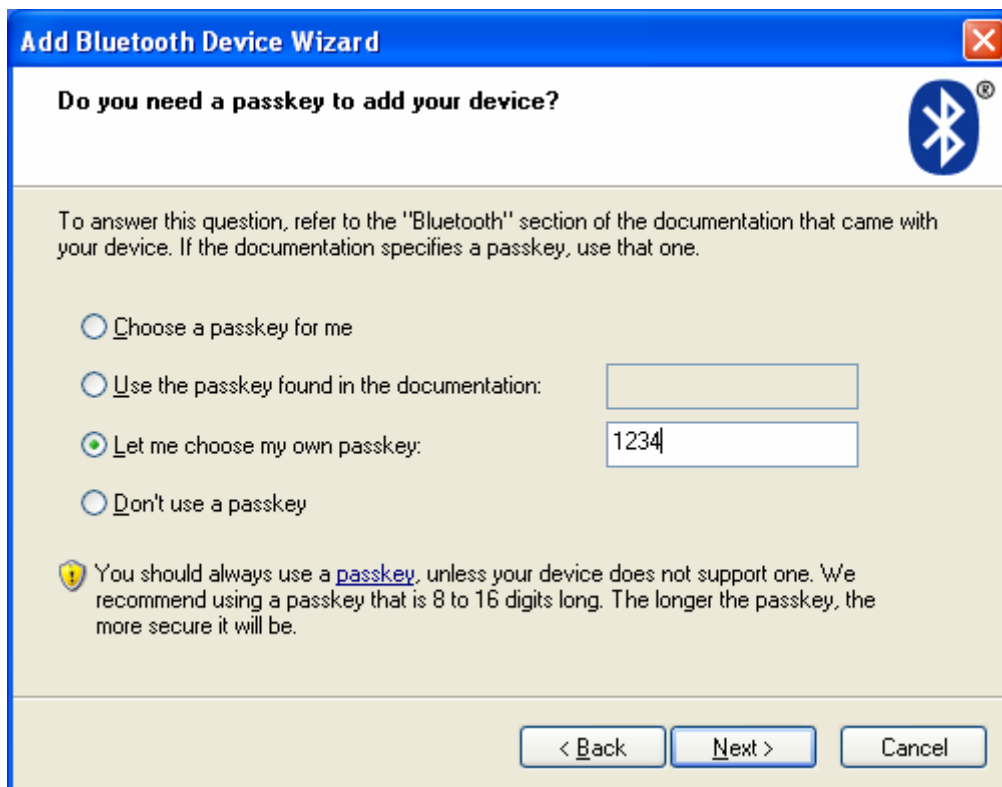 Add Bluetooth Device Wizard
Do you need a passkey to add your device?
®
To answer this question, refer to the "Bluetooth" section of the documentation that came with
your device. If the documentation specifies a passkey, use that one.
Choose a passkey for me
Use the passkey found in the documentation:
Let me choose my own passkey:
1234
Don't use a passkey
You should always use a passkey, unless your device does not support one. We
recommend using a passkey that is 8 to 16 digits long. The longer the passkey, the
more secure it will be.
< Back
Next >
Cancel